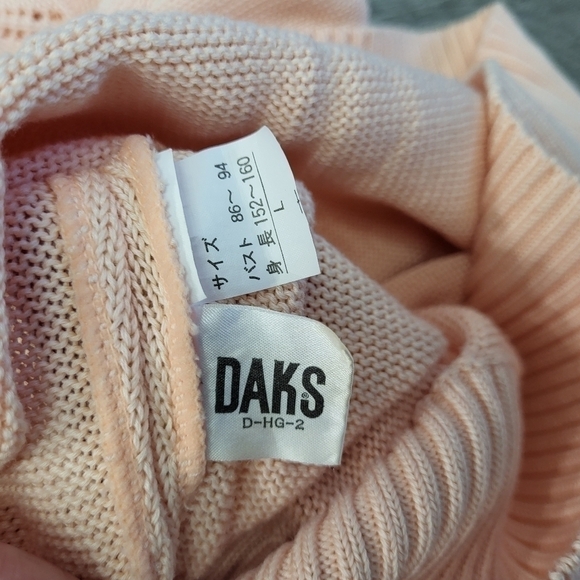 サイズ
バスト 86～94
身長 152～160
L
DAKS®
D-HG-2